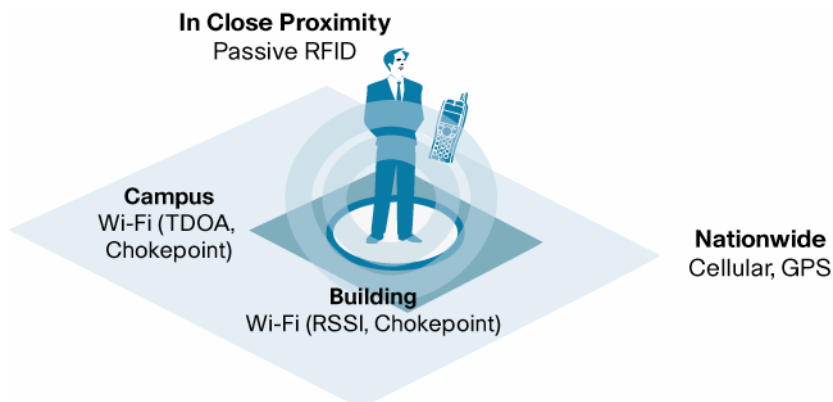 In Close Proximity
Passive RFID
Campus
Wi-Fi (TDOA,
Chokepoint)
Nationwide
Cellular, GPS
Building
Wi-Fi (RSSI, Chokepoint)